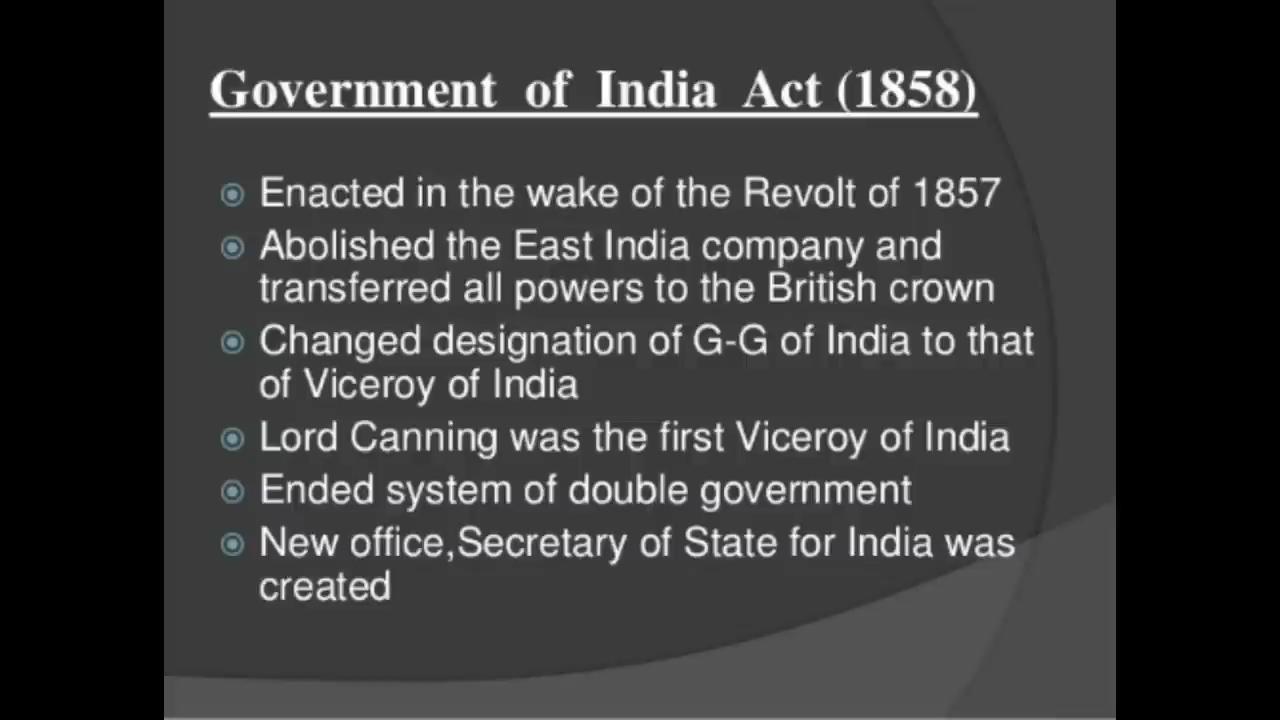 Government of India Act (1858)
Enacted in the wake of the Revolt of 1857
Abolished the East India company and
transferred all powers to the British crown
Changed designation of G-G of India to that
of Viceroy of India
Lord Canning was the first Viceroy of India
Ended system of double government
New office,Secretary of State for India was
created